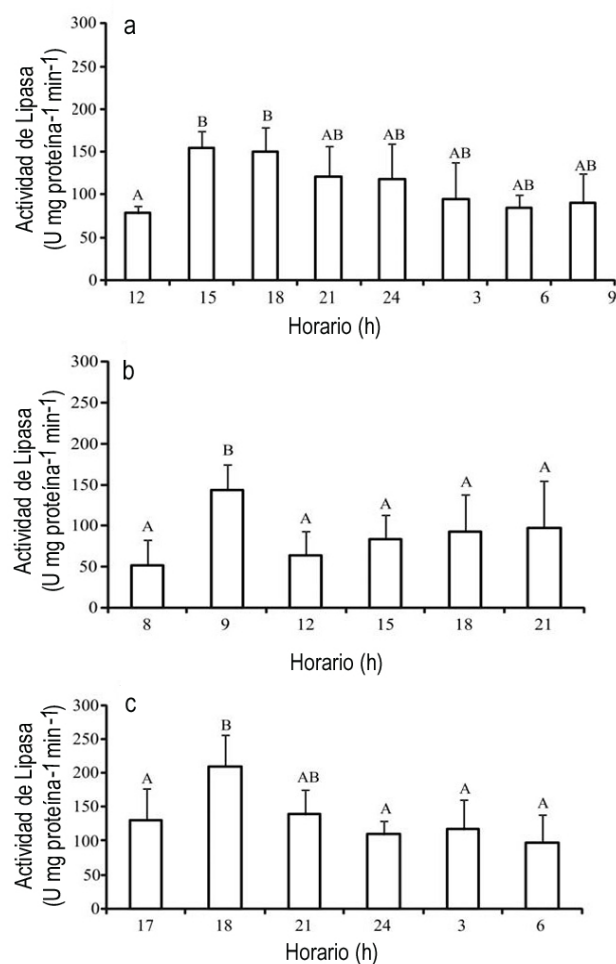 a
Actividad de Lipasa
(U mg proteína-1 min-1)
300
250
200
150
100
50
0
A
B
B
AB
AB
AB
AB
AB
12 15 18 21 24 3 6 9
Horario (h)
b
Actividad de Lipasa
(U mg proteína-1 min-1)
300
250
200
150
100
50
0
A
B
A
A
A
A
8 9 12 15 18 21
Horario (h)
c
Actividad de Lipasa
(U mg proteína-1 min-1)
300
250
200
150
100
50
0
A
B
AB
A
A
A
17 18 21 24 3 6
Horario (h)